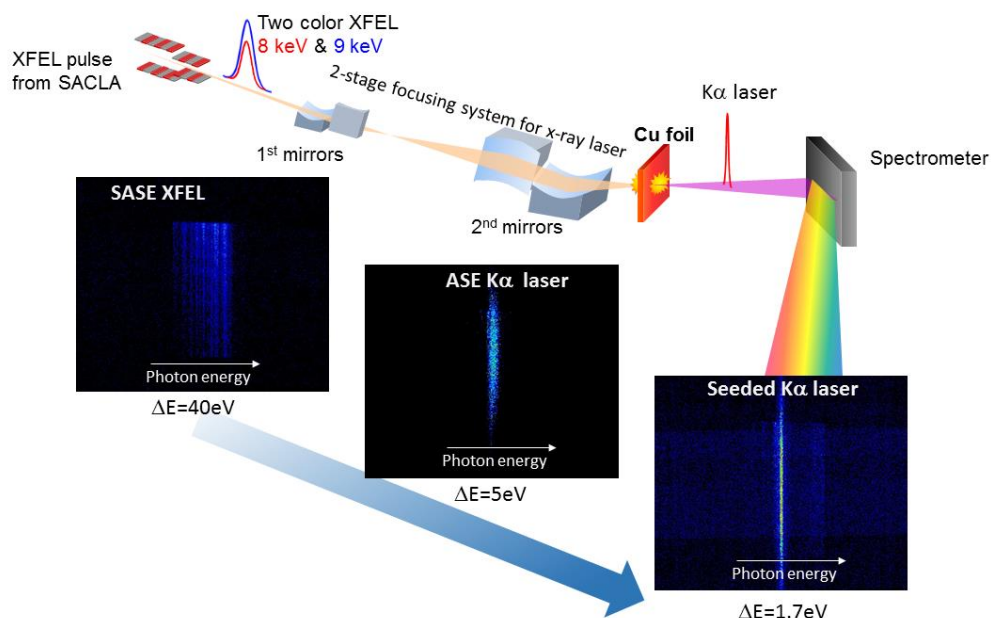 Two color XFEL
8 keV & 9 keV
XFEL pulse
from SACLA
2-stage focusing system for x-ray laser
1st mirrors
2nd mirrors
Cu foil
Kα laser
Spectrometer
SASE XFEL
Photon energy
ΔE=40eV
ASE Kα laser
Photon energy
ΔE=5eV
Seeded Kα laser
Photon energy
ΔE=1.7eV